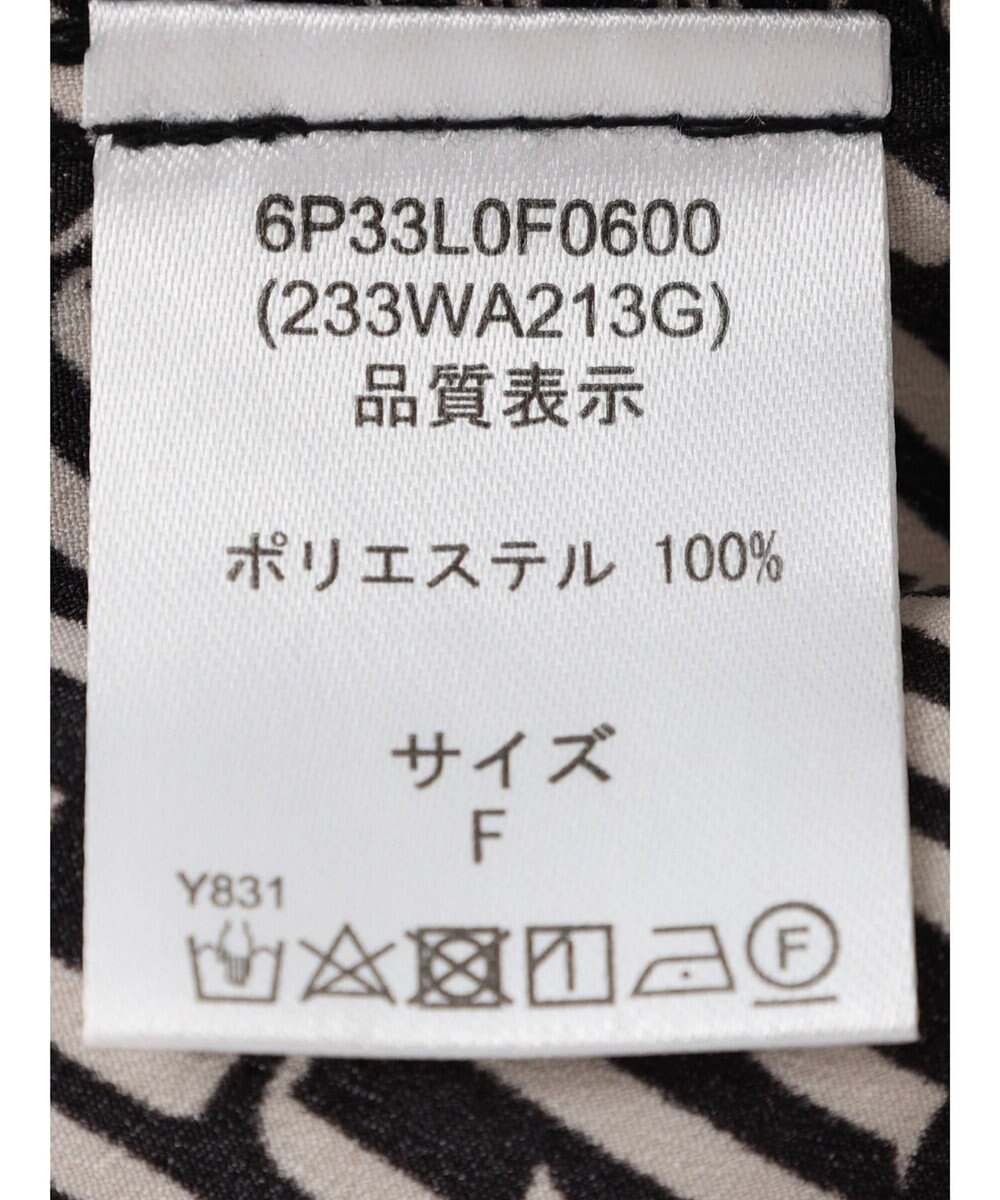 6P33L0F0600
(233WA213G)
品質表示
ポリエステル 100%
サイズ
F
Y831
F